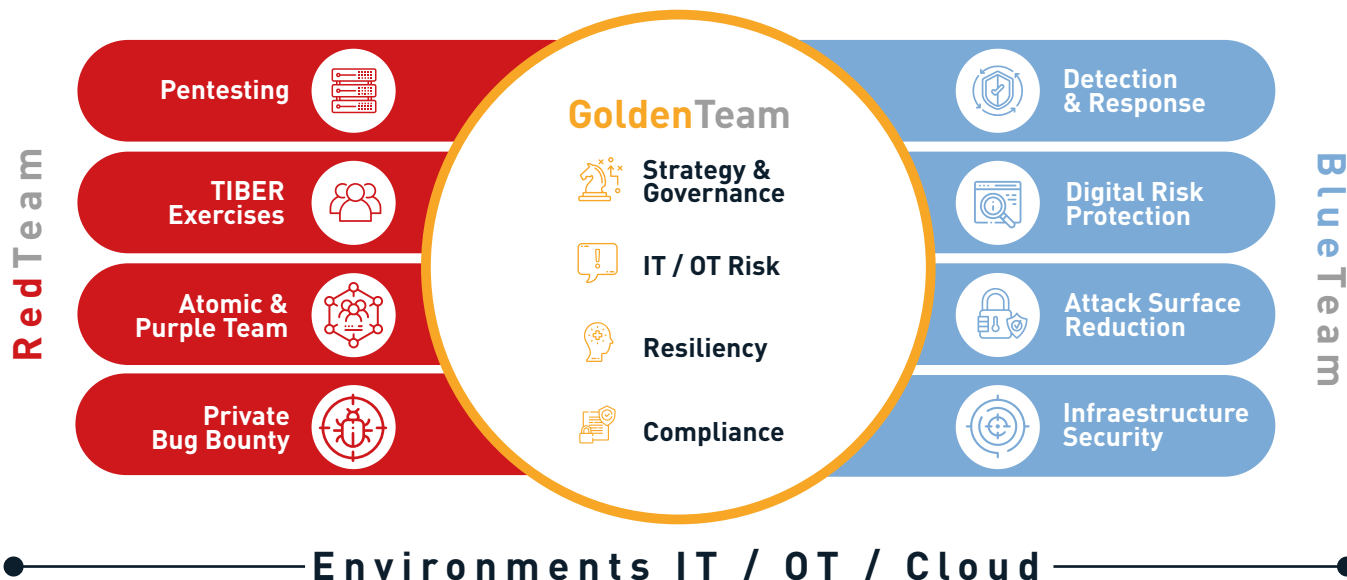 RedTeam
Pentesting
TIBER
Exercises
Atomic &
Purple Team
Private
Bug Bounty
GoldenTeam
Strategy &
Governance
IT / OT Risk
Resiliency
Compliance
Detection
& Response
Digital Risk
Protection
Attack Surface
Reduction
Infraestructure
Security
BlueTeam
Environments IT / OT / Cloud